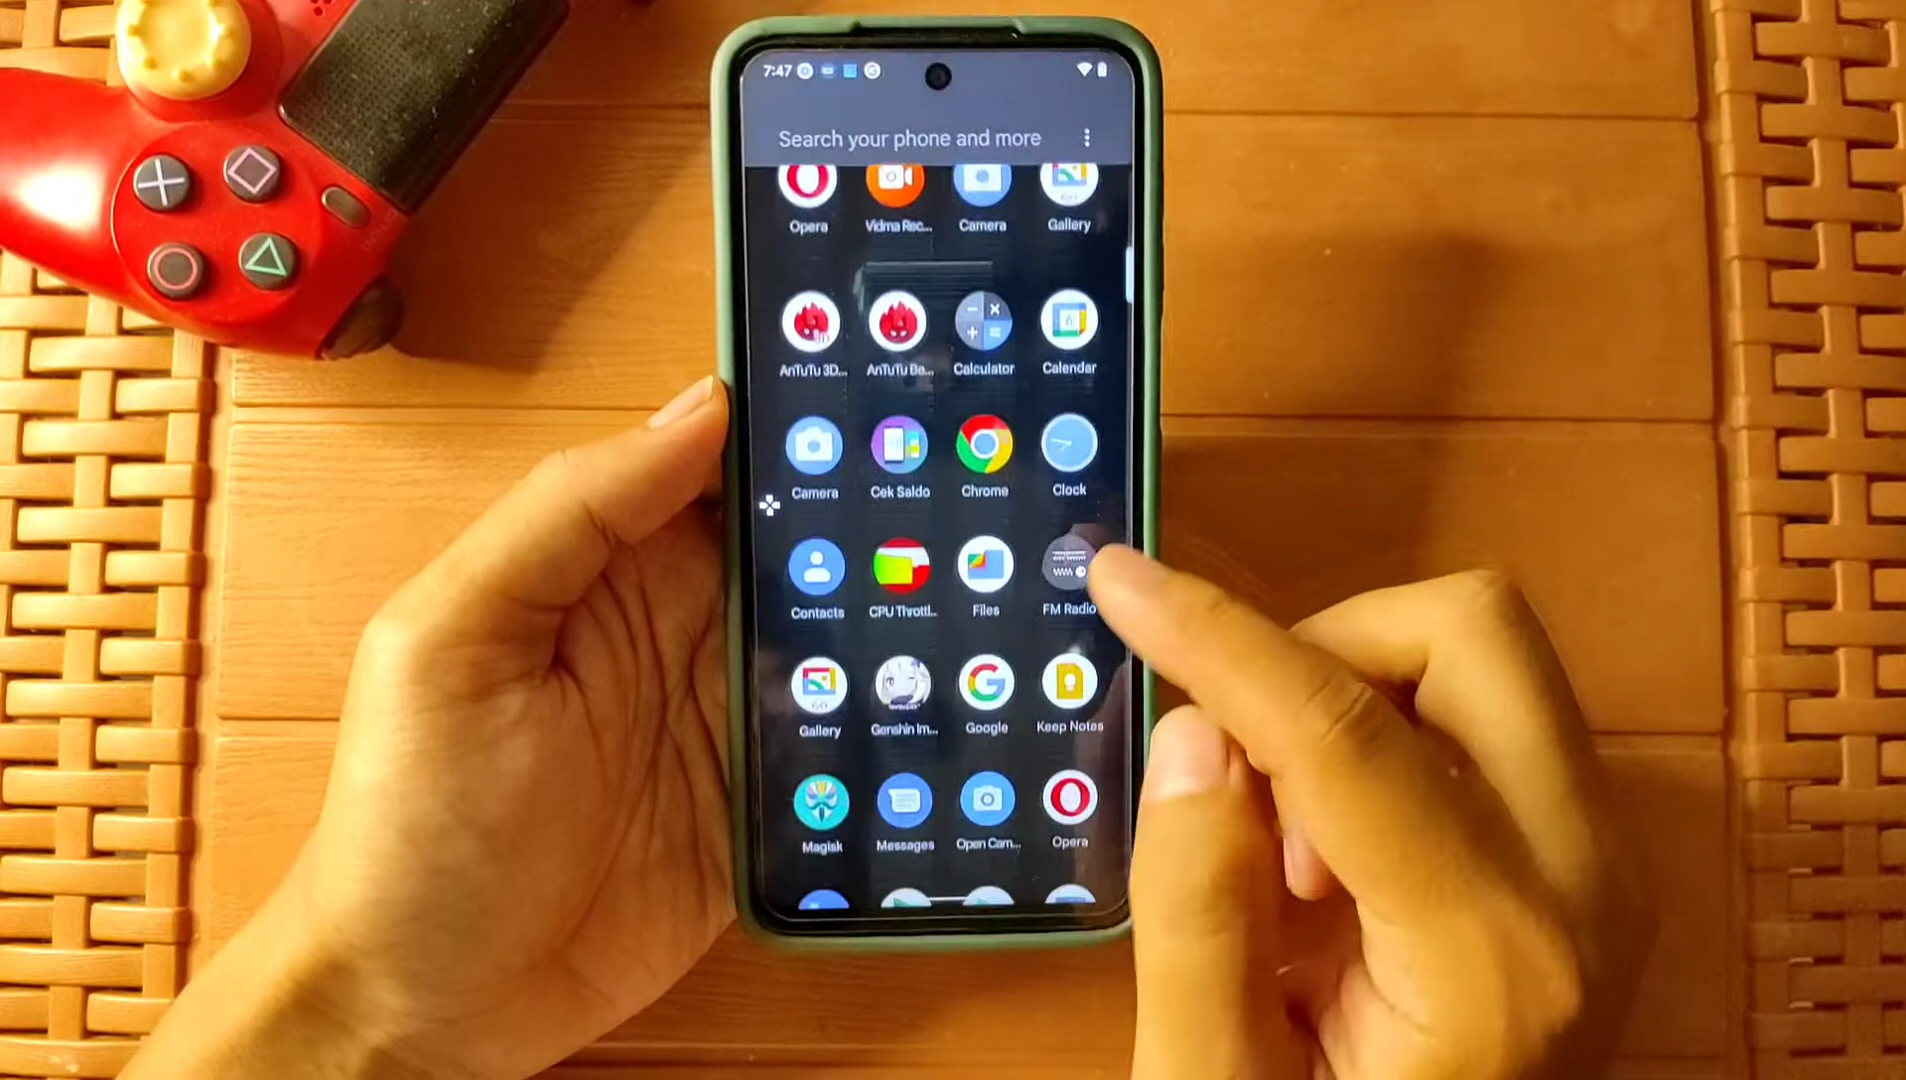 7:47
Search your phone and more
Opera
Vidma Rec...
Camera
Gallery
AnTuTu 3D...
AnTuTu Be...
Calculator
Calendar
Camera
Cek Saldo
Chrome
Clock
Contacts
CPU Throttl...
Files
FM Radio
Gallery
Genshin Im...
Google
Keep Notes
Magisk
Messages
Open Cam...
Opera